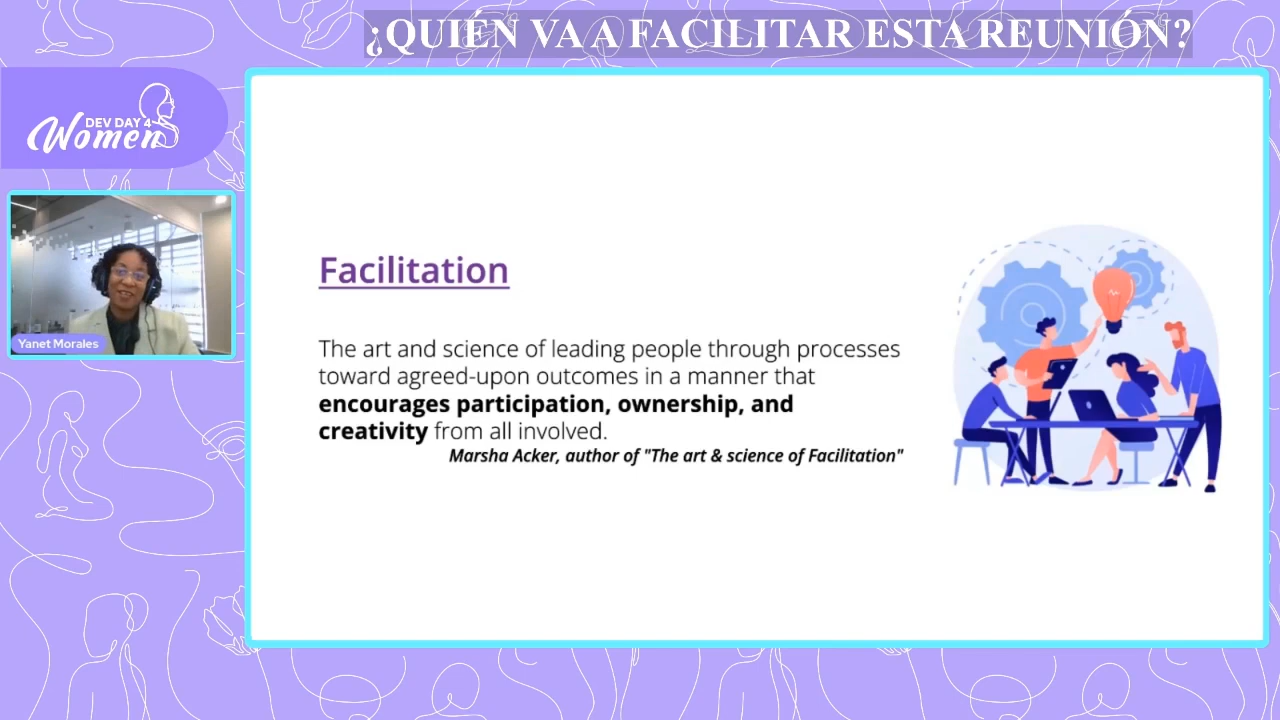 ¿QUIÉN VA A FACILITAR ESTA REUNIÓN?
DEV DAY 4
Women
Yanet Morales
Facilitation
The art and science of leading people through processes
toward agreed-upon outcomes in a manner that
encourages participation, ownership, and
creativity from all involved.
Marsha Acker, author of "The art & science of Facilitation"